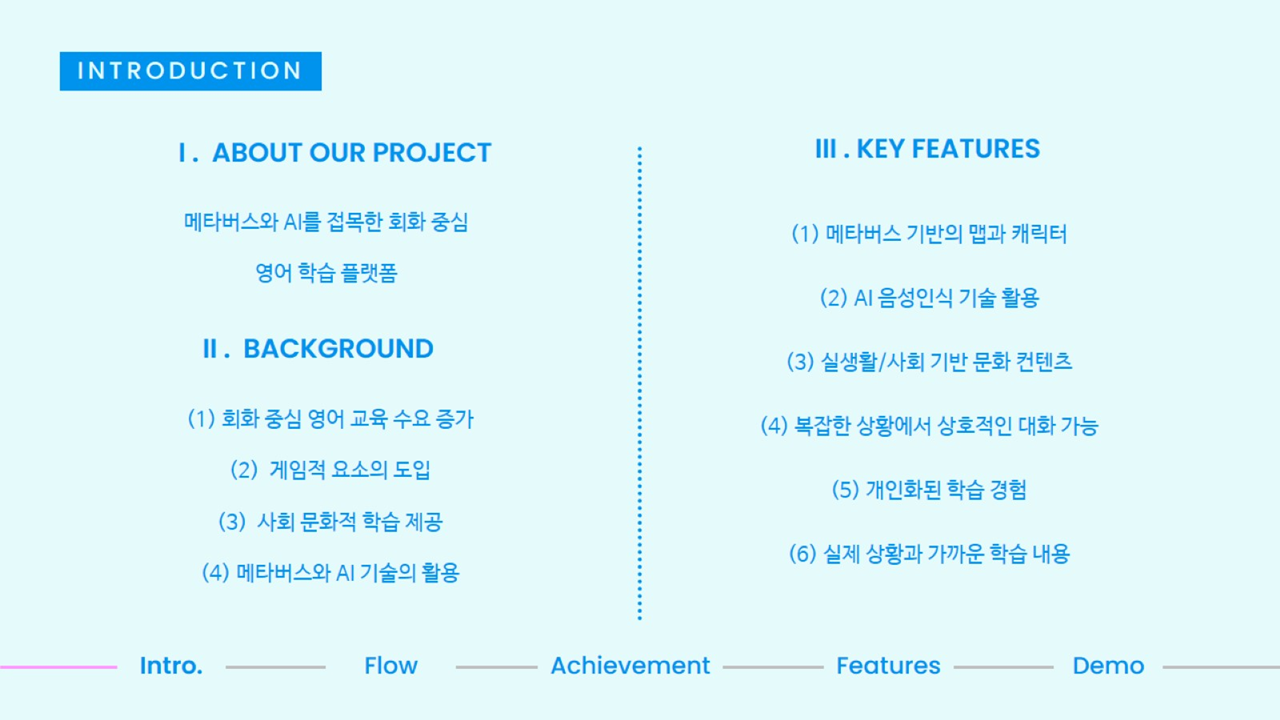 INTRODUCTION
I . ABOUT OUR PROJECT
메타버스와 AI를 접목한 회화 중심
영어 학습 플랫폼
II . BACKGROUND
(1) 회화 중심 영어 교육 수요 증가
(2) 게임적 요소의 도입
(3) 사회 문화적 학습 제공
(4) 메타버스와 AI 기술의 활용
III . KEY FEATURES
(1) 메타버스 기반의 맵과 캐릭터
(2) AI 음성인식 기술 활용
(3) 실생활/사회 기반 문화 컨텐츠
(4) 복잡한 상황에서 상호적인 대화 가능
(5) 개인화된 학습 경험
(6) 실제 상황과 가까운 학습 내용
Intro. Flow Achievement Features Demo